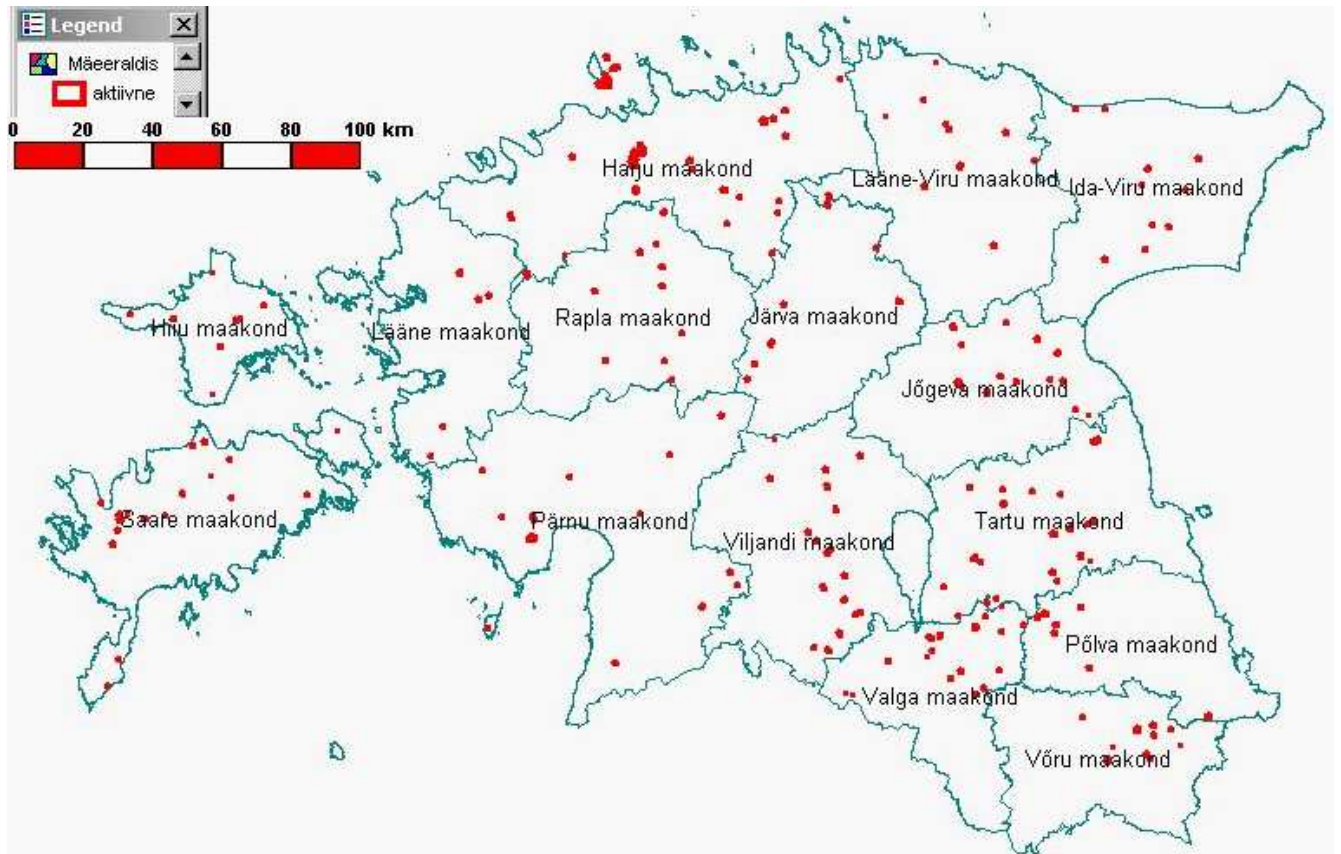 Legend
Mäeeraldis
aktiivne
0 20 40 60 80 100 km
Harju maakond
Lääne-Viru maakond
Ida-Viru maakond
Hiiu maakond
Lääne maakond
Rapla maakond
Järva maakond
Jõgeva maakond
Saare maakond
Pärnu maakond
Viljandi maakond
Tartu maakond
Põlva maakond
Valga maakond
Võru maakond